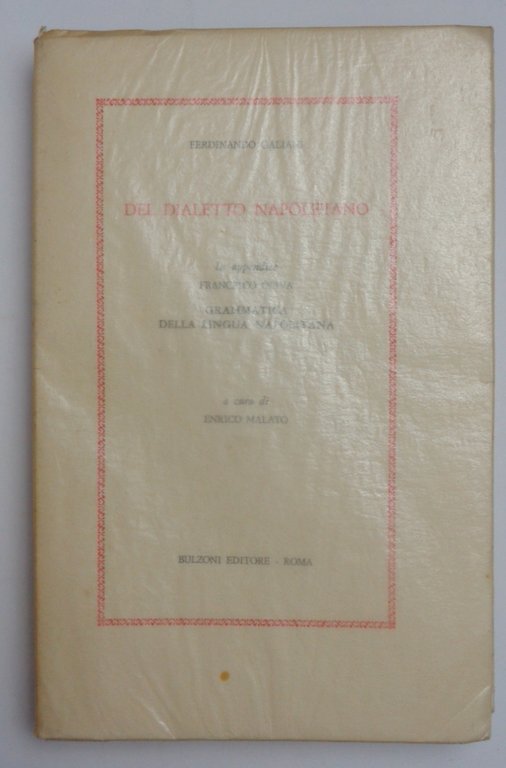 FERDINANDO GALIANI
DEL DIALETTO NAPOLETANO
In appendice
FRANCESCO OLIVA
GRAMMATICA
DELLA LINGUA NAPOLETANA
a cura di
ENRICO MALATO
BULZONI EDITORE - ROMA